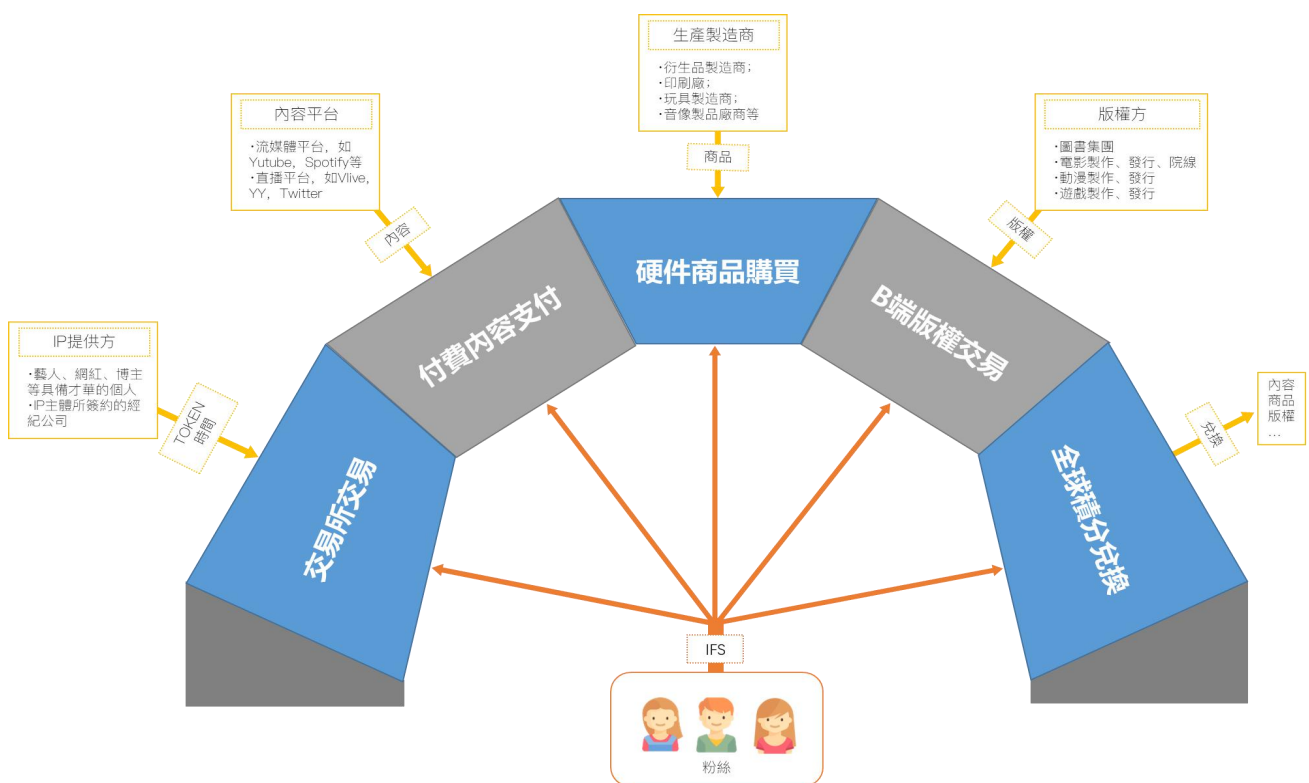 生產製造商
·衍生品製造商；
·印刷廠；
·玩具製造商；
·音像製品廠商等
商品
內容平台
·流媒體平台，如
Yutube，Spotify等
·直播平台，如Vlive，
YY，Twitter
內容
版權方
·圖書集團
·電影製作、發行、院線
·動漫製作、發行
·遊戲製作、發行
版權
IP提供方
·藝人、網紅、博主
等具備才華的個人
·IP主體所簽約的經
紀公司
TOKEN
時間
交易所交易
付費內容支付
硬件商品購買
B端版權交易
全球積分兌換
兌換
內容
商品
版權
...
IFS
粉絲